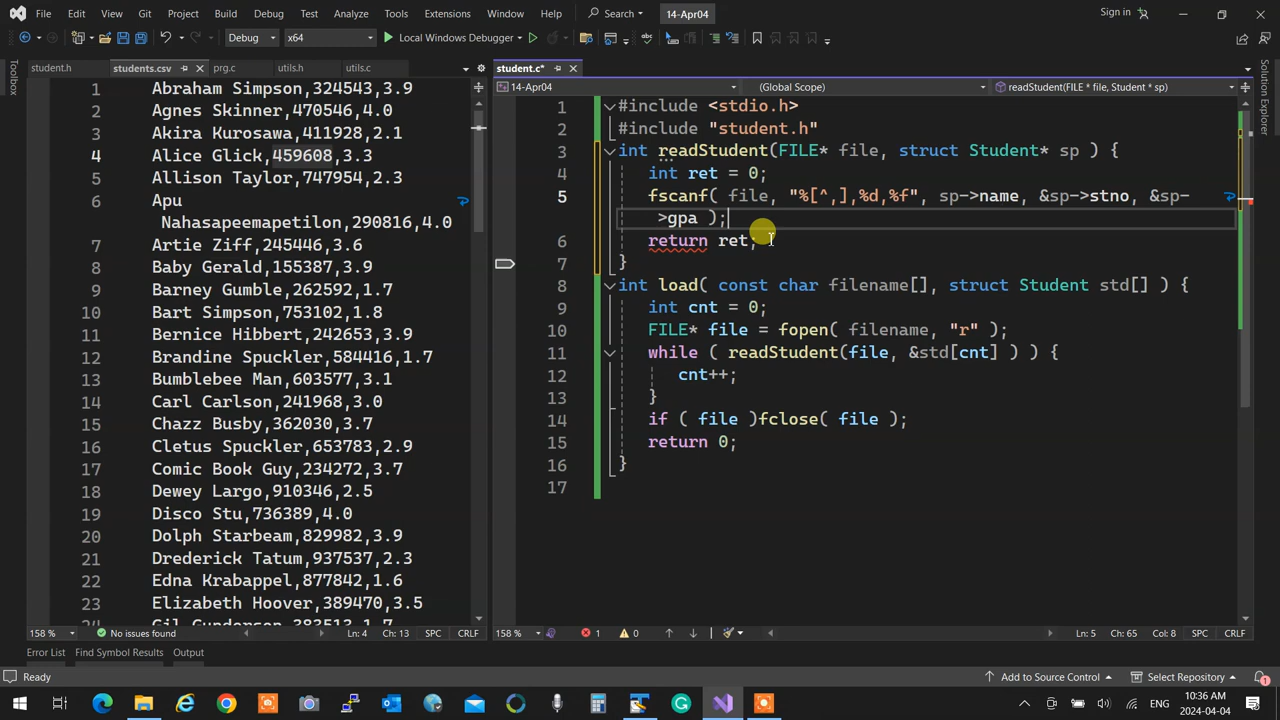 File Edit View Git Project Build Debug Test Analyze Tools Extensions Window Help Search 14-Apr04 Sign in
Debug x64 Local Windows Debugger
Toolbox
student.h students.csv prg.c utils.h utils.c
1 Abraham Simpson,324543,3.9
2 Agnes Skinner,470546,4.0
3 Akira Kurosawa,411928,2.1
4 Alice Glick,459608,3.3
5 Allison Taylor,747954,2.3
6 Apu
Nahasapeemapetilon,290816,4.0
7 Artie Ziff,245446,3.6
8 Baby Gerald,155387,3.9
9 Barney Gumble,262592,1.7
10 Bart Simpson,753102,1.8
11 Bernice Hibbert,242653,3.9
12 Brandine Spuckler,584416,1.7
13 Bumblebee Man,603577,3.1
14 Carl Carlson,241968,3.0
15 Chazz Busby,362030,3.7
16 Cletus Spuckler,653783,2.9
17 Comic Book Guy,234272,3.7
18 Dewey Largo,910346,2.5
19 Disco Stu,736389,4.0
20 Dolph Starbeam,829982,3.9
21 Drederick Tatum,937537,2.3
22 Edna Krabappel,877842,1.6
23 Elizabeth Hoover,389470,3.5
24 Gil Gunderson,383513,1.7
158 % No issues found Ln: 4 Ch: 13 SPC CRLF
student.c*
14-Apr04 (Global Scope) readStudent(FILE * file, Student * sp)
1 #include <stdio.h>
2 #include "student.h"
3 int readStudent(FILE* file, struct Student* sp ) {
4 int ret = 0;
5 fscanf( file, "%[^,],%d,%f", sp->name, &sp->stno, &sp-
>gpa );
6 return ret;
7 }
8 int load( const char filename[], struct Student std[] ) {
9 int cnt = 0;
10 FILE* file = fopen( filename, "r" );
11 while ( readStudent(file, &std[cnt] ) ) {
12 cnt++;
13 }
14 if ( file )fclose( file );
15 return 0;
16 }
17
158 % 1 0 Ln: 5 Ch: 65 Col: 8 SPC CRLF
Solution Explorer
Error List Find Symbol Results Output
Ready Add to Source Control Select Repository 1
ENG 10:36 AM
2024-04-04